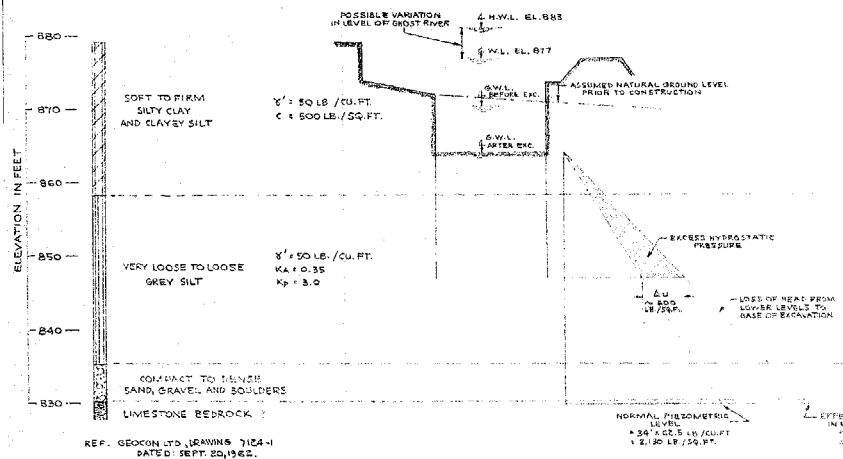 POSSIBLE VARIATION
IN LEVEL OF GHOST RIVER
H.W.L. EL. 883
W.L. EL. 877
880
870
860
850
840
830
ELEVATION IN FEET
SOFT TO FIRM
SILTY CLAY
AND CLAYEY SILT
γ' = 50 LB./CU.FT.
C = 500 LB./SQ.FT.
G.W.L.
BEFORE EXC.
G.W.L.
AFTER EXC.
ASSUMED NATURAL GROUND LEVEL
PRIOR TO CONSTRUCTION
VERY LOOSE TO LOOSE
GREY SILT
γ' = 50 LB./CU.FT.
KA = 0.35
KP = 3.0
EXCESS HYDROSTATIC
PRESSURE
Δu
LB./SQ.FT.
LOSS OF HEAD FROM
LOWER LEVELS TO
BASE OF EXCAVATION
COMPACT TO DENSE
SAND, GRAVEL AND BOULDERS
LIMESTONE BEDROCK
NORMAL PIEZOMETRIC
LEVEL
= 34' x 62.5 LB/CU.FT
= 2,130 LB./SQ.FT.
REF. GEOCON LTD., DRAWING 7124-1
DATED: SEPT. 20, 1962.